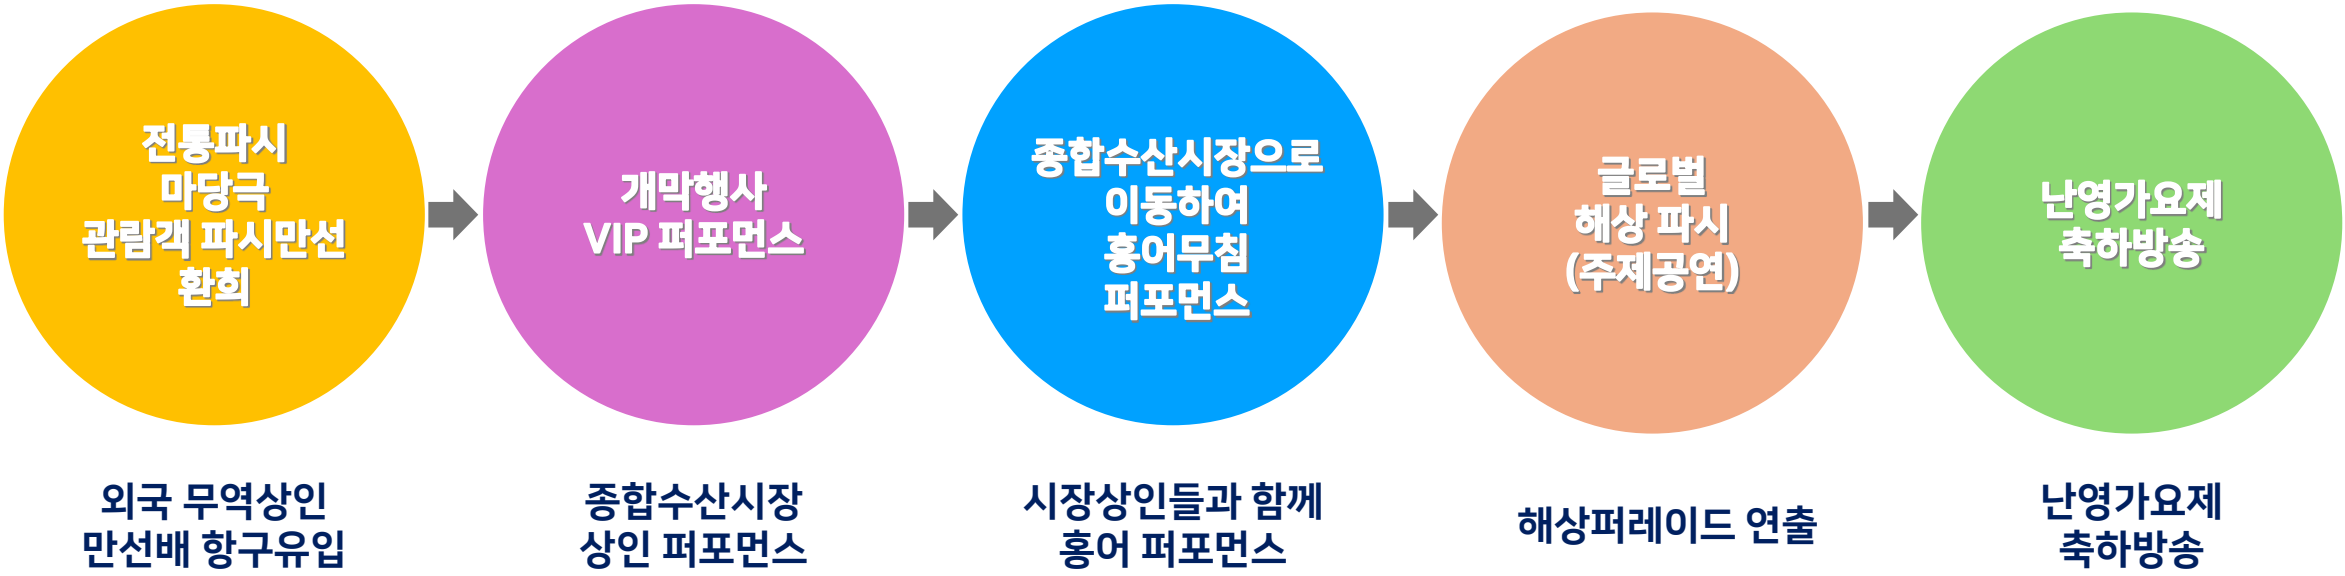 전통파시
마당극
관람객 파시만선
환희
개막행사
VIP 퍼포먼스
종합수산시장으로
이동하여
홍어무침
퍼포먼스
글로벌
해상 파시
(주제공연)
난영가요제
축하방송
외국 무역상인
만선배 항구유입
종합수산시장
상인 퍼포먼스
시장상인들과 함께
홍어 퍼포먼스
해상퍼레이드 연출
난영가요제
축하방송